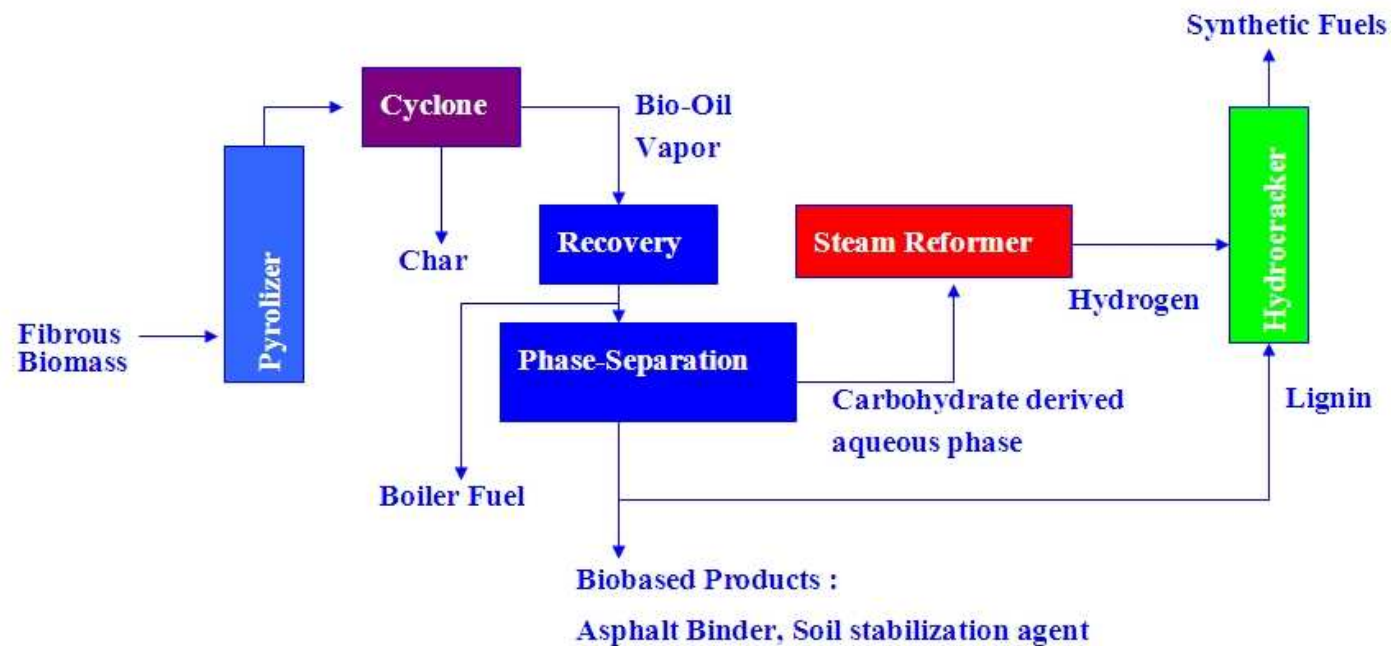 Synthetic Fuels
Cyclone
Bio-Oil
Vapor
Pyrolizer
Hydrocracker
Recovery
Steam Reformer
Char
Hydrogen
Fibrous
Biomass
Phase-Separation
Carbohydrate derived
aqueous phase
Lignin
Boiler Fuel
Biobased Products :
Asphalt Binder, Soil stabilization agent